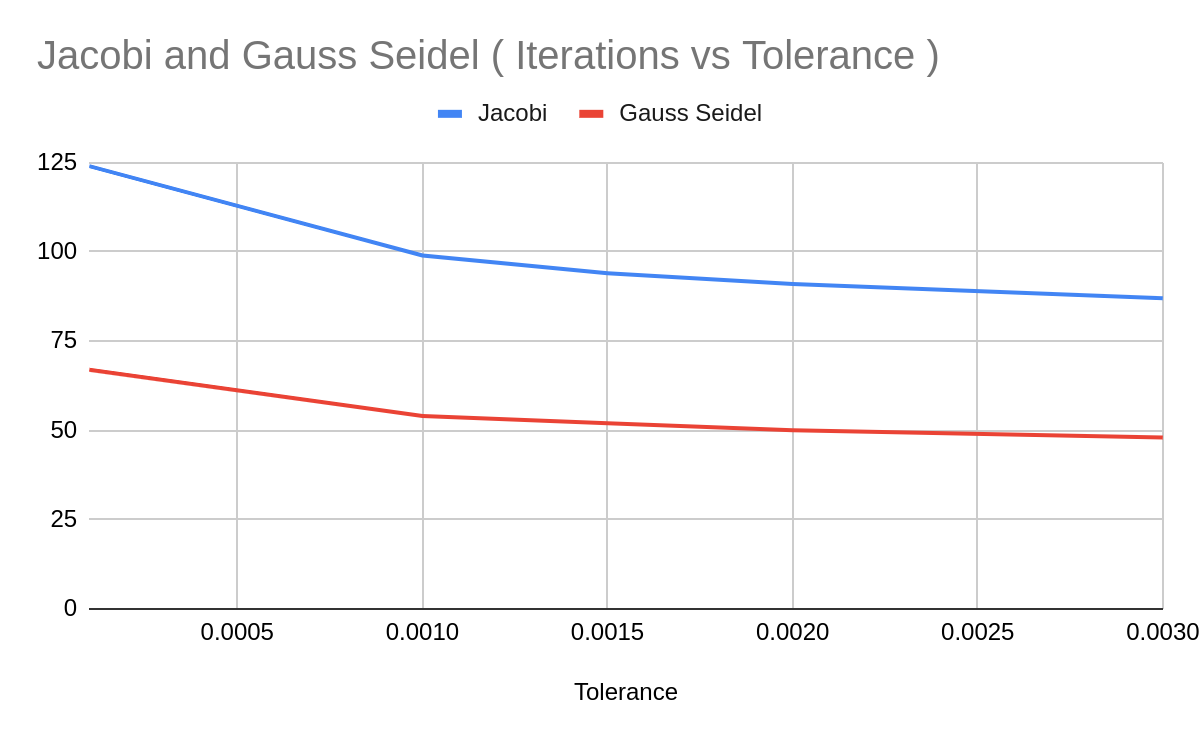 Jacobi and Gauss Seidel ( Iterations vs Tolerance )
Jacobi Gauss Seidel
125
100
75
50
25
0
0.0005 0.0010 0.0015 0.0020 0.0025 0.0030
Tolerance